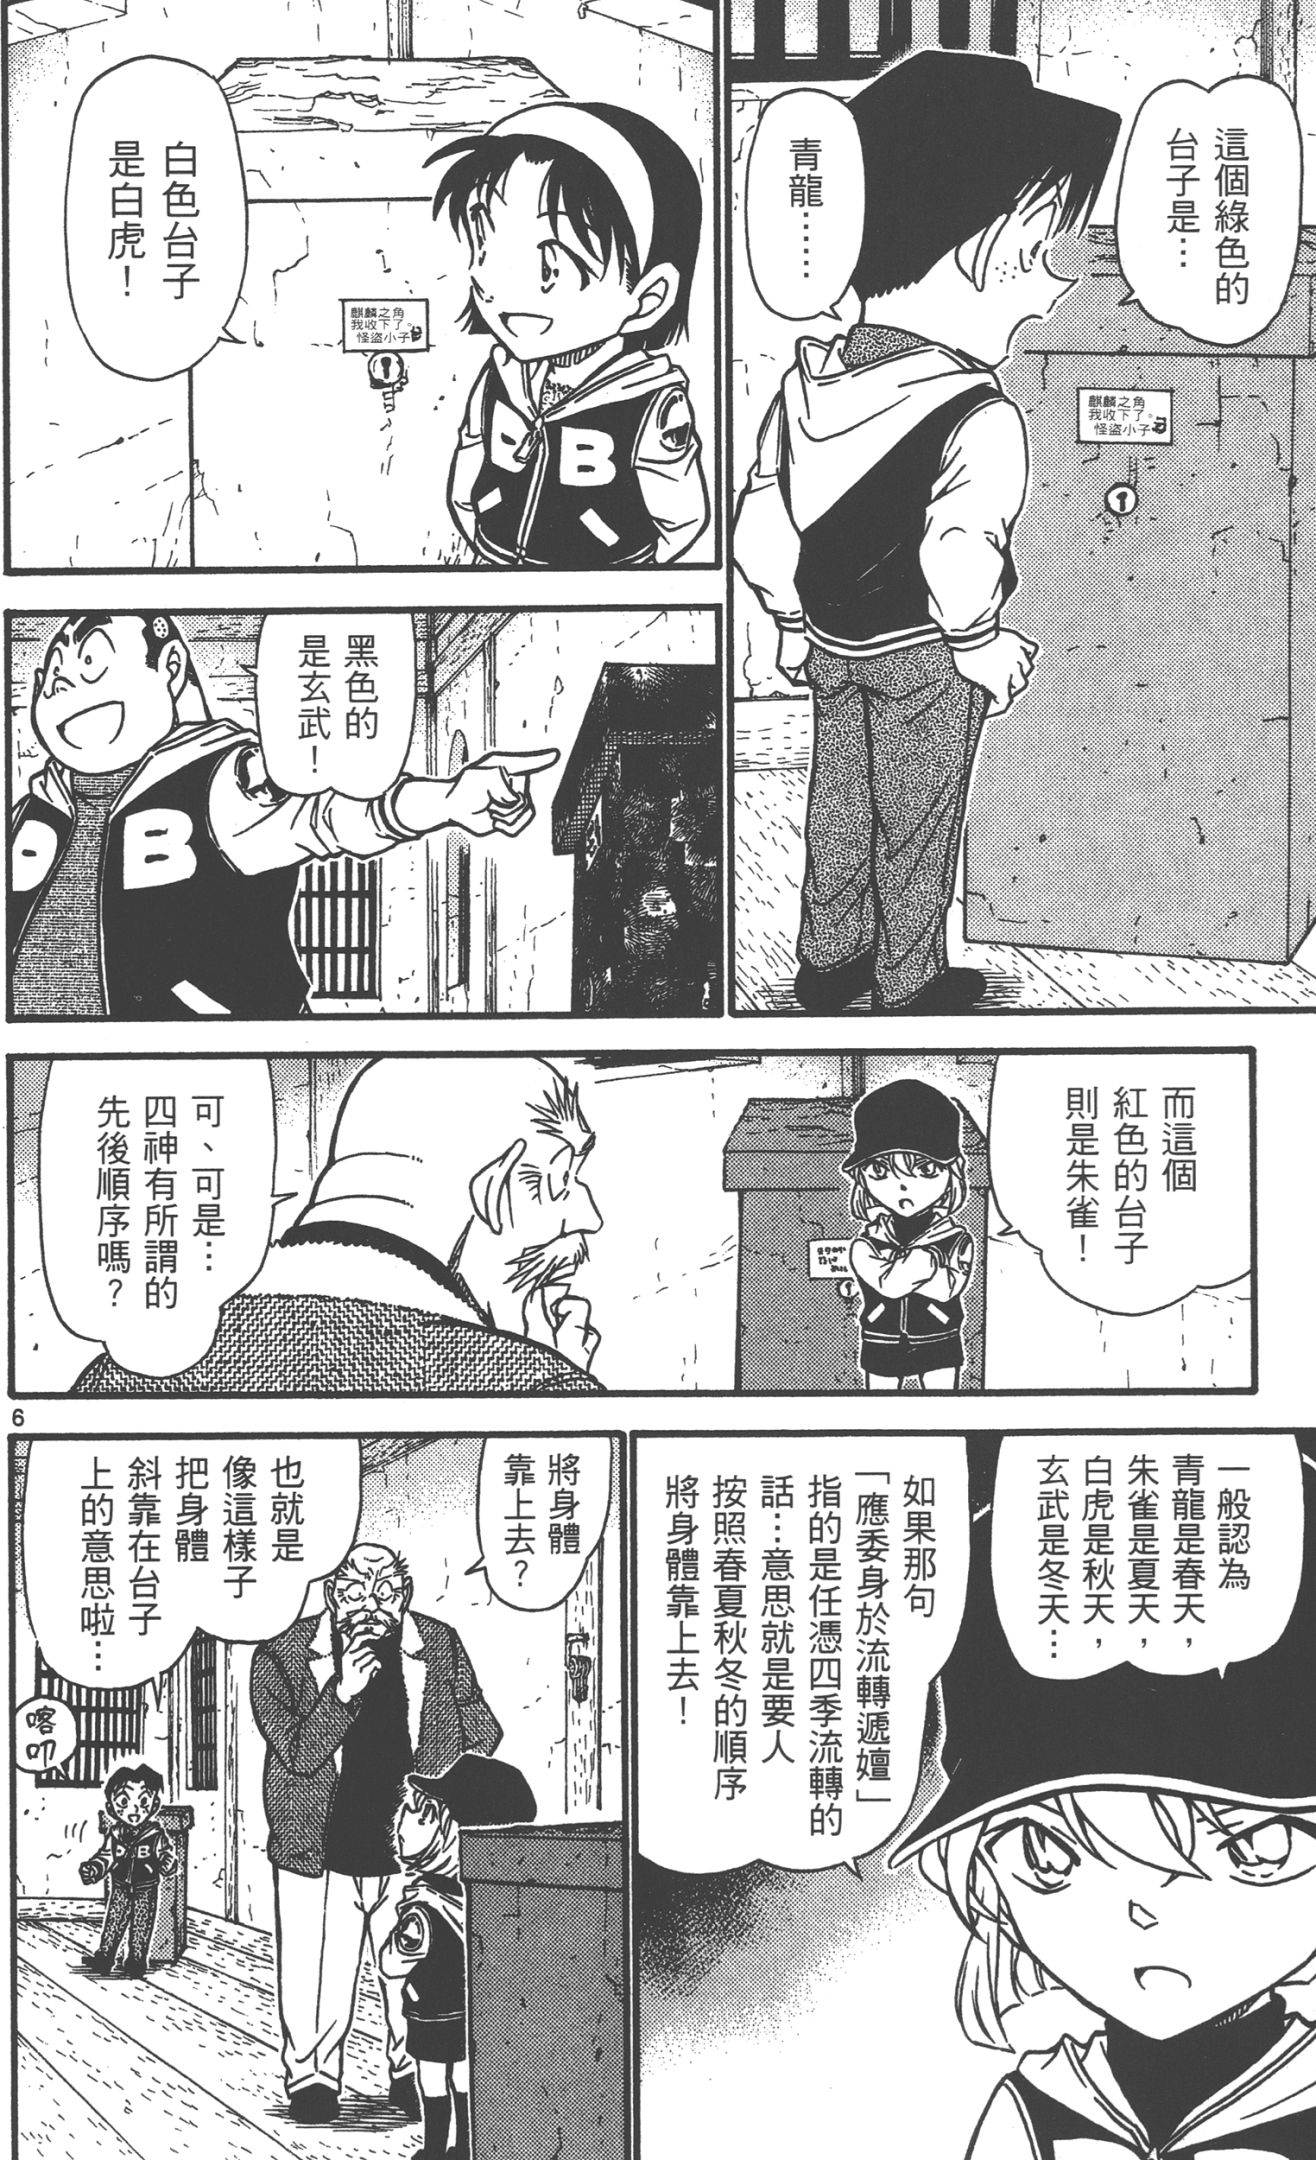 這個綠色的
台子是…
青龍……
麒麟之角
我收下了。
怪盜小子
白色台子
是白虎！
麒麟之角
我收下了。
怪盜小子
黑色的
是玄武！
而這個
紅色的台子
則是朱雀！
可、可是…
四神有所謂的
先後順序嗎？
6
一般認為
青龍是春天，
朱雀是夏天，
白虎是秋天，
玄武是冬天…
如果那句
「應委身於流轉遞嬗」
指的是任憑四季流轉的
話…意思就是要人
按照春夏秋冬的順序
將身體靠上去！
將身體
靠上去？
也就是
像這樣子
把身體
斜靠在台子
上的意思啦…
喀叩
B
B
B